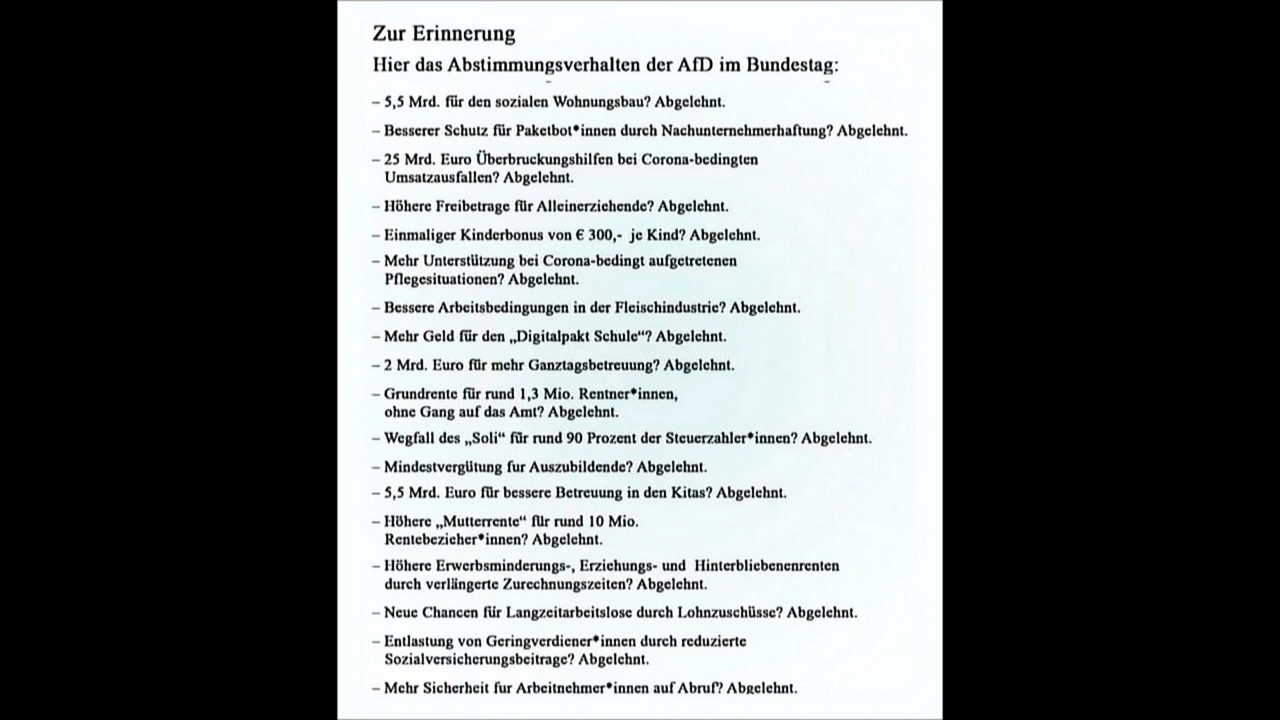 Zur Erinnerung
Hier das Abstimmungsverhalten der AfD im Bundestag:
– 5,5 Mrd. für den sozialen Wohnungsbau? Abgelehnt.
– Besserer Schutz für Paketbot*innen durch Nachunternehmerhaftung? Abgelehnt.
– 25 Mrd. Euro Überbruckungshilfen bei Corona-bedingten
Umsatzausfallen? Abgelehnt.
– Höhere Freibetrage für Alleinerziehende? Abgelehnt.
– Einmaliger Kinderbonus von € 300,- je Kind? Abgelehnt.
– Mehr Unterstützung bei Corona-bedingt aufgetretenen
Pflegesituationen? Abgelehnt.
– Bessere Arbeitsbedingungen in der Fleischindustrie? Abgelehnt.
– Mehr Geld für den „Digitalpakt Schule“? Abgelehnt.
– 2 Mrd. Euro für mehr Ganztagsbetreuung? Abgelehnt.
– Grundrente für rund 1,3 Mio. Rentner*innen,
ohne Gang auf das Amt? Abgelehnt.
– Wegfall des „Soli“ für rund 90 Prozent der Steuerzahler*innen? Abgelehnt.
– Mindestvergütung fur Auszubildende? Abgelehnt.
– 5,5 Mrd. Euro für bessere Betreuung in den Kitas? Abgelehnt.
– Höhere „Mutterrente“ für rund 10 Mio.
Rentebezieher*innen? Abgelehnt.
– Höhere Erwerbsminderungs-, Erziehungs- und Hinterbliebenenrenten
durch verlängerte Zurechnungszeiten? Abgelehnt.
– Neue Chancen für Langzeitarbeitslose durch Lohnzuschüsse? Abgelehnt.
– Entlastung von Geringverdiener*innen durch reduzierte
Sozialversicherungsbeitrage? Abgelehnt.
– Mehr Sicherheit fur Arbeitnehmer*innen auf Abruf? Abgelehnt.